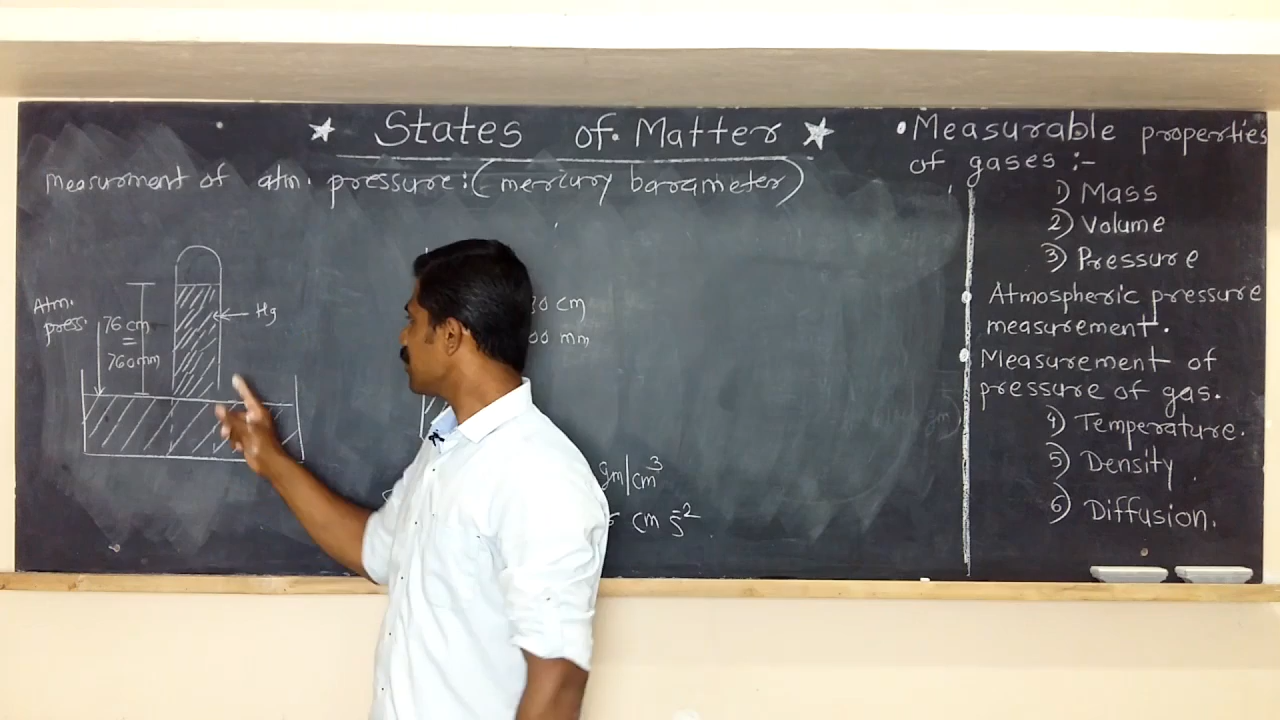 States of Matter
measurment of atm. pressure:(mercury barameter)
Atm.
press.
76 cm
=
760mm
Hg
cm
mm
gm/cm³
cm s⁻²
• Measurable properties
of gases :-
1) Mass
2) Volume
3) Pressure
Atmospheric pressure
measurement.
Measurement of
pressure of gas.
4) Temperature.
5) Density
6) Diffusion.